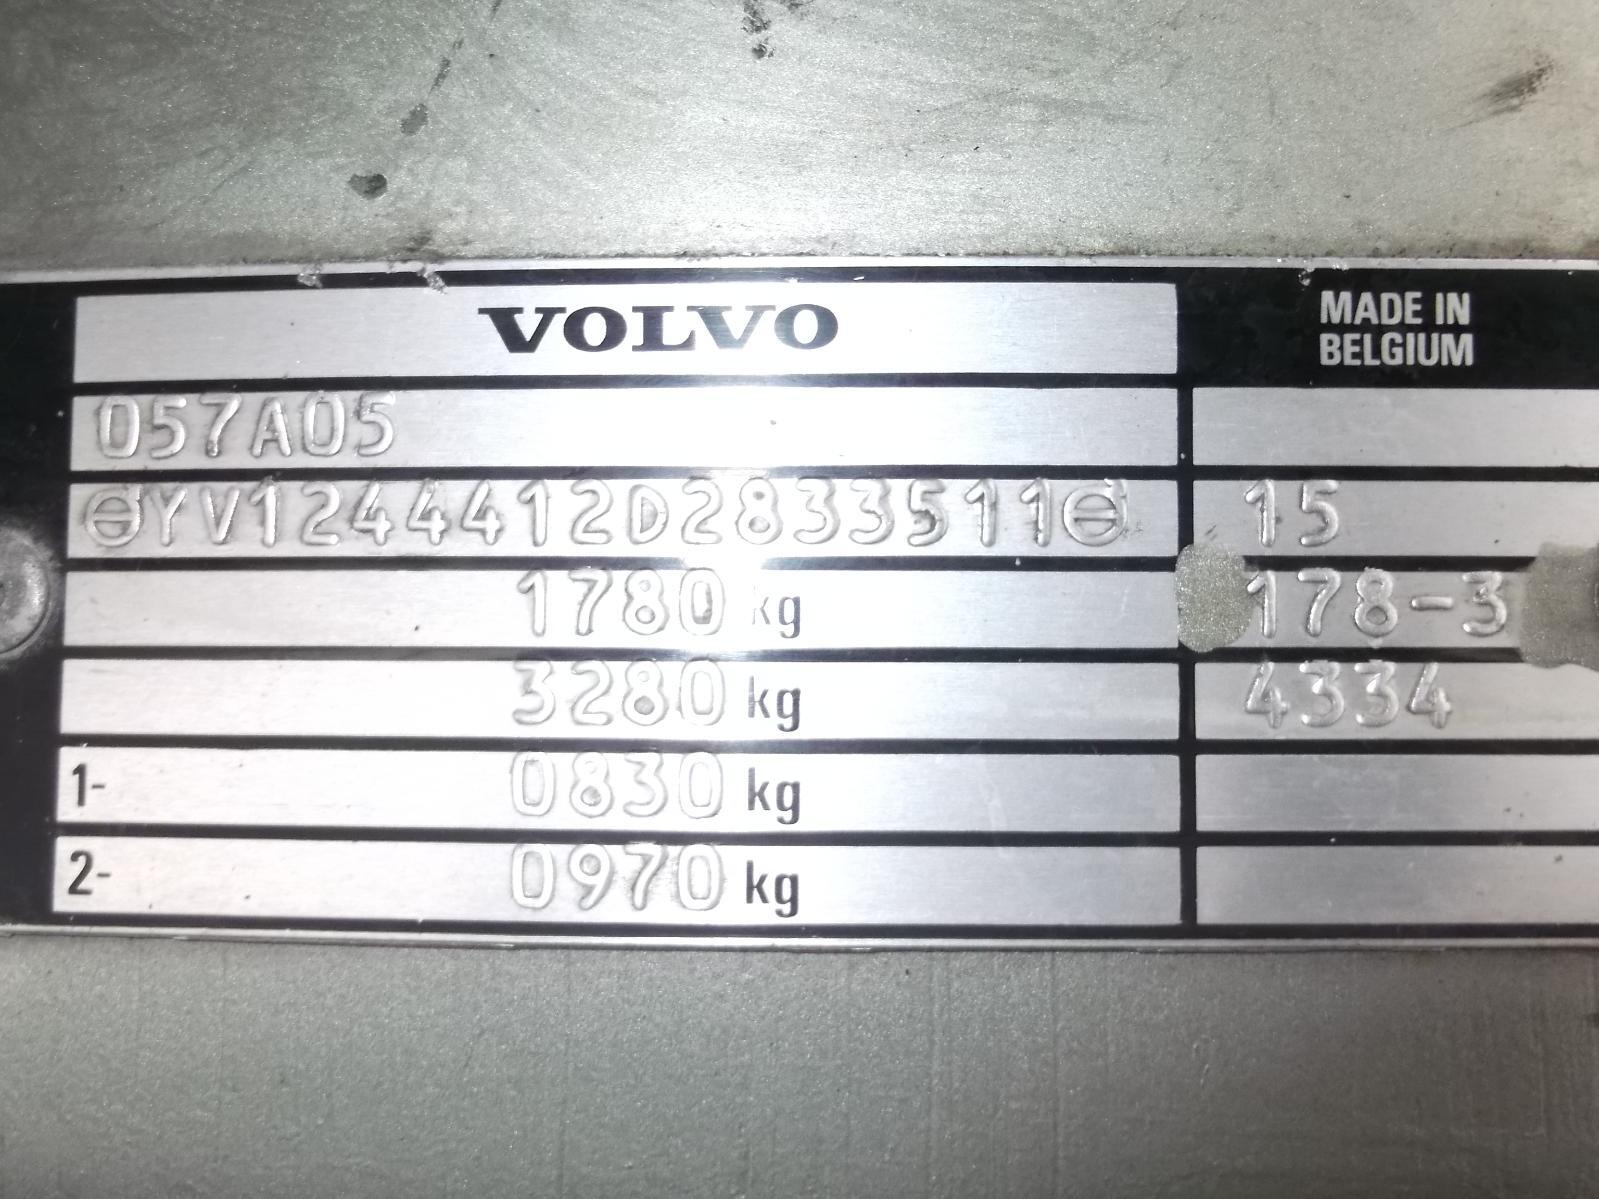 VOLVO
MADE IN
BELGIUM
057A05
YV1244412D2833511
15
1780 kg
178-3
3280 kg
4334
1- 0830 kg
2- 0970 kg